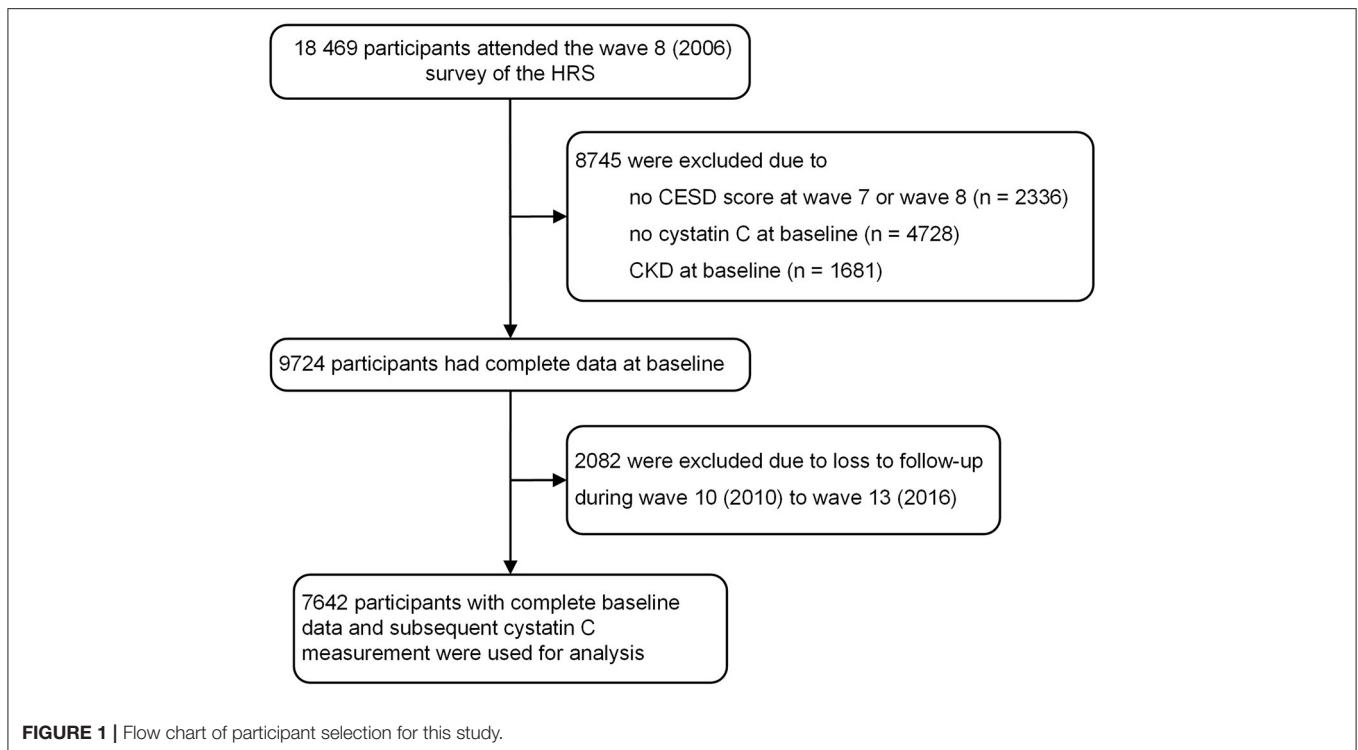 18 469 participants attended the wave 8 (2006)
survey of the HRS
8745 were excluded due to
no CESD score at wave 7 or wave 8 (n = 2336)
no cystatin C at baseline (n = 4728)
CKD at baseline (n = 1681)
9724 participants had complete data at baseline
2082 were excluded due to loss to follow-up
during wave 10 (2010) to wave 13 (2016)
7642 participants with complete baseline
data and subsequent cystatin C
measurement were used for analysis
FIGURE 1 | Flow chart of participant selection for this study.